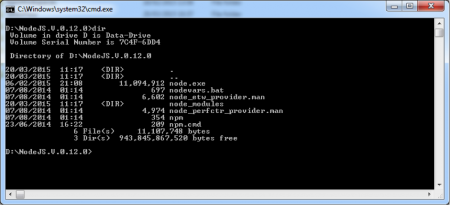 C:\Windows\system32\cmd.exe
D:\NodeJS.V.0.12.0>dir
Volume in drive D is Data-Drive
Volume Serial Number is 7C4F-6DD4
Directory of D:\NodeJS.V.0.12.0
20/03/2015 11:17 <DIR> .
20/03/2015 11:17 <DIR> ..
06/02/2015 21:08 11,094,912 node.exe
07/08/2014 01:14 697 nodevars.bat
07/08/2014 01:14 6,602 node_etw_provider.man
20/03/2015 11:17 <DIR> node_modules
07/08/2014 01:14 4,974 node_perfctr_provider.man
07/08/2014 01:14 354 npm
23/06/2014 16:22 209 npm.cmd
6 File(s) 11,107,748 bytes
3 Dir(s) 943,845,867,520 bytes free
D:\NodeJS.V.0.12.0>